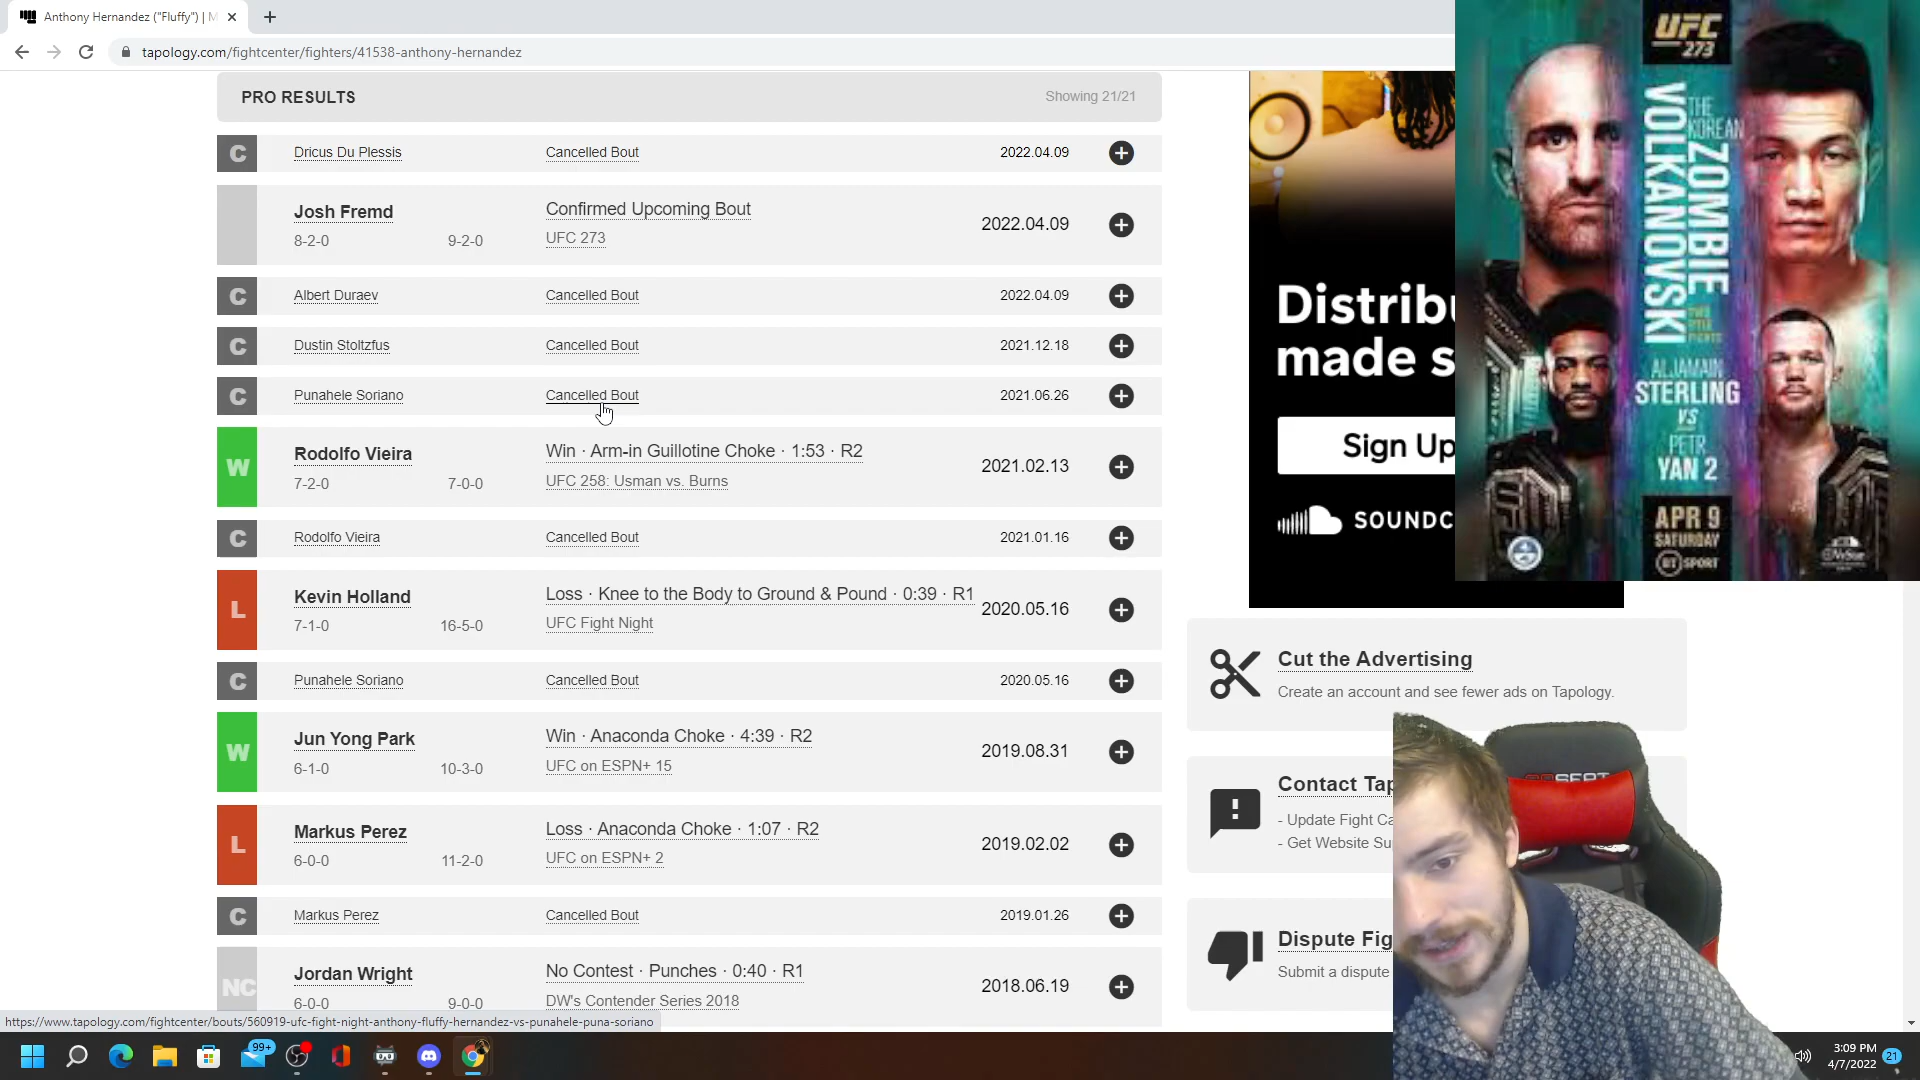 Anthony Hernandez ("Fluffy") | M
tapology.com/fightcenter/fighters/41538-anthony-hernandez
PRO RESULTS
Showing 21/21
C
Dricus Du Plessis
Cancelled Bout
2022.04.09
Josh Fremd
Confirmed Upcoming Bout
8-2-0
9-2-0
UFC 273
2022.04.09
C
Albert Duraev
Cancelled Bout
2022.04.09
C
Dustin Stoltzfus
Cancelled Bout
2021.12.18
C
Punahele Soriano
Cancelled Bout
2021.06.26
W
Rodolfo Vieira
Win · Arm-in Guillotine Choke · 1:53 · R2
7-2-0
7-0-0
UFC 258: Usman vs. Burns
2021.02.13
C
Rodolfo Vieira
Cancelled Bout
2021.01.16
L
Kevin Holland
Loss · Knee to the Body to Ground & Pound · 0:39 · R1
7-1-0
16-5-0
UFC Fight Night
2020.05.16
C
Punahele Soriano
Cancelled Bout
2020.05.16
W
Jun Yong Park
Win · Anaconda Choke · 4:39 · R2
6-1-0
10-3-0
UFC on ESPN+ 15
2019.08.31
L
Markus Perez
Loss · Anaconda Choke · 1:07 · R2
6-0-0
11-2-0
UFC on ESPN+ 2
2019.02.02
C
Markus Perez
Cancelled Bout
2019.01.26
NC
Jordan Wright
No Contest · Punches · 0:40 · R1
6-0-0
9-0-0
DW's Contender Series 2018
2018.06.19
Distribu
made s
Sign Up
SOUNDC
UFC
273
VOLKANOVSKI
THE KOREAN
ZOMBIE
ALJAMAIN
STERLING
VS
PETR
YAN 2
APR 9
SATURDAY
BT SPORT
Cut the Advertising
Create an account and see fewer ads on Tapology.
Contact Tap
- Update Fight Ca
- Get Website Su
Dispute Fig
Submit a dispute
https://www.tapology.com/fightcenter/bouts/560919-ufc-fight-night-anthony-fluffy-hernandez-vs-punahele-puna-soriano
99+
3:09 PM
4/7/2022
21